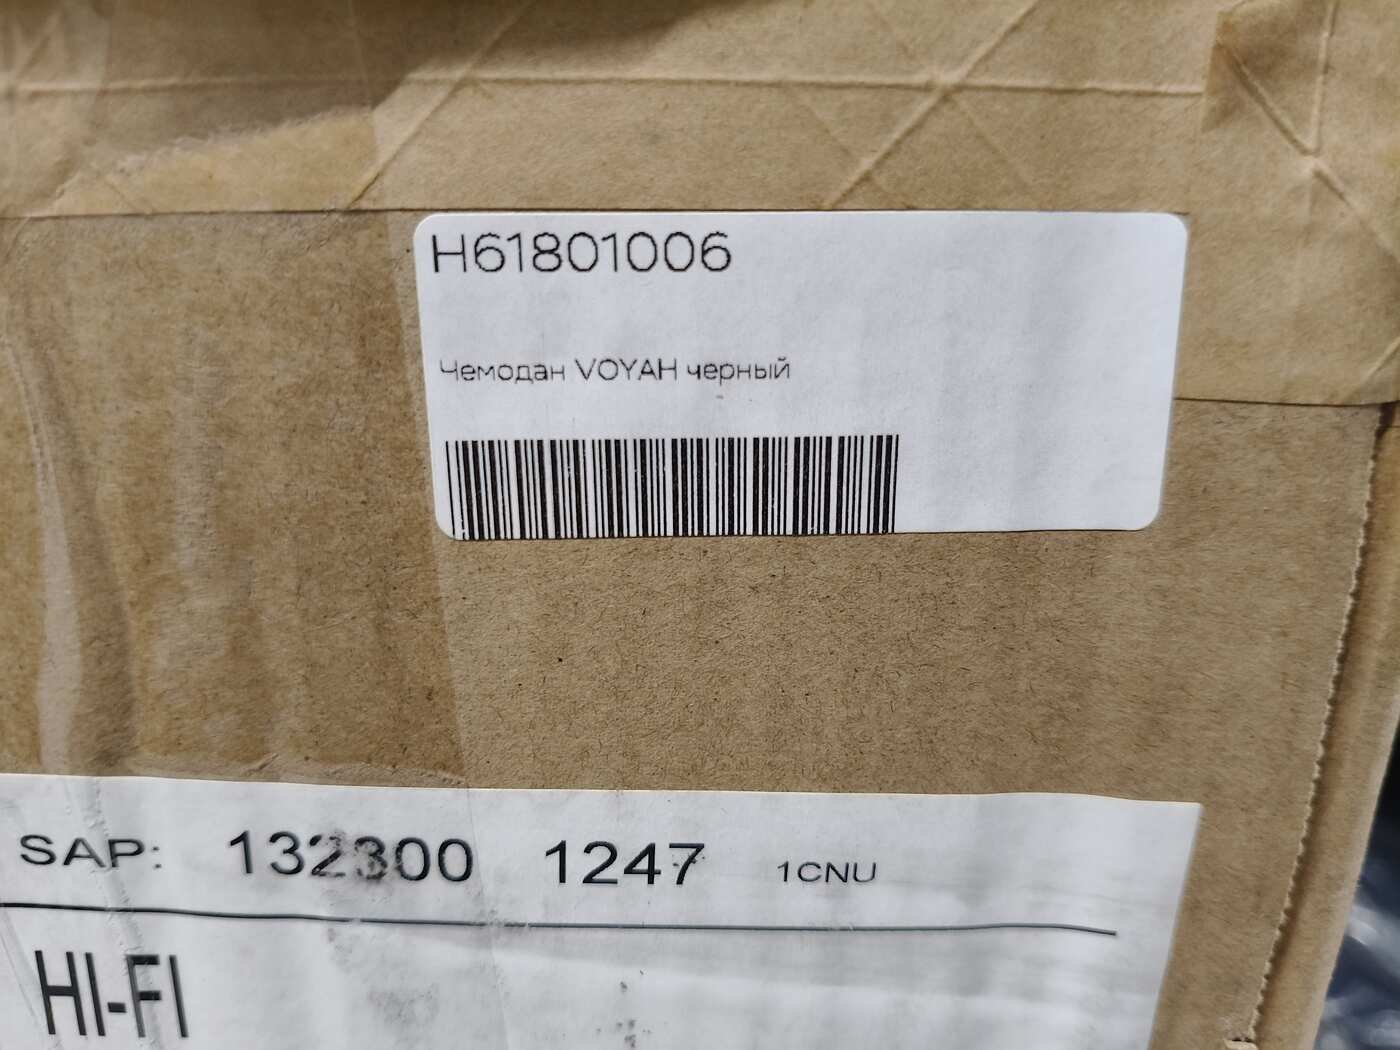 H61801006
Чемодан VOYAH черный
SAP: 132300 1247 1CNU
HI-FI